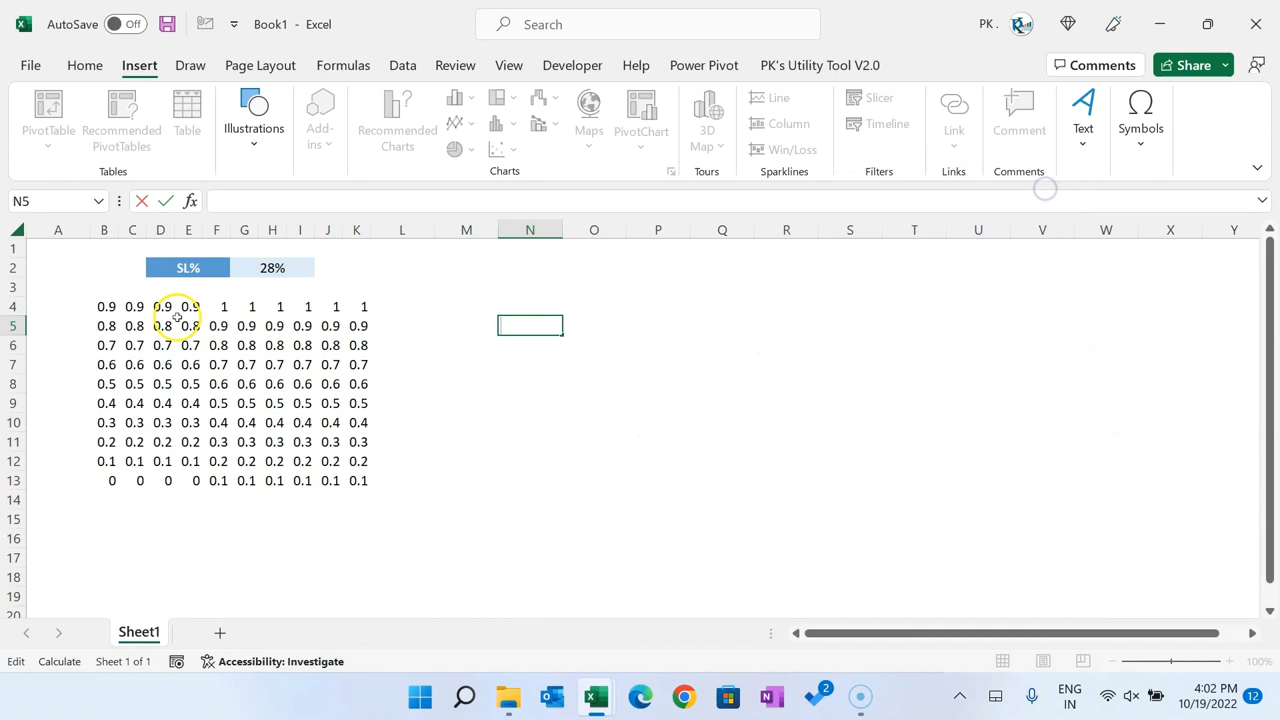 AutoSave Off Book1 - Excel Search PK .
File Home Insert Draw Page Layout Formulas Data Review View Developer Help Power Pivot PK's Utility Tool V2.0 Comments Share
PivotTable Recommended PivotTables Table Illustrations Add-ins Recommended Charts Maps PivotChart 3D Map Line Column Win/Loss Slicer Timeline Link Comment Text Symbols
Tables Charts Tours Sparklines Filters Links Comments
N5 fx
A B C D E F G H I J K L M N O P Q R S T U V W X Y
1
2 SL% 28%
3
4 0.9 0.9 0.9 0.9 1 1 1 1 1 1
5 0.8 0.8 0.8 0.8 0.9 0.9 0.9 0.9 0.9 0.9
6 0.7 0.7 0.7 0.7 0.8 0.8 0.8 0.8 0.8 0.8
7 0.6 0.6 0.6 0.6 0.7 0.7 0.7 0.7 0.7 0.7
8 0.5 0.5 0.5 0.5 0.6 0.6 0.6 0.6 0.6 0.6
9 0.4 0.4 0.4 0.4 0.5 0.5 0.5 0.5 0.5 0.5
10 0.3 0.3 0.3 0.3 0.4 0.4 0.4 0.4 0.4 0.4
11 0.2 0.2 0.2 0.2 0.3 0.3 0.3 0.3 0.3 0.3
12 0.1 0.1 0.1 0.1 0.2 0.2 0.2 0.2 0.2 0.2
13 0 0 0 0 0.1 0.1 0.1 0.1 0.1 0.1
14
15
16
17
18
19
20
Sheet1
Edit Calculate Sheet 1 of 1 Accessibility: Investigate 100%
2 ENG 4:02 PM
IN 10/19/2022 12